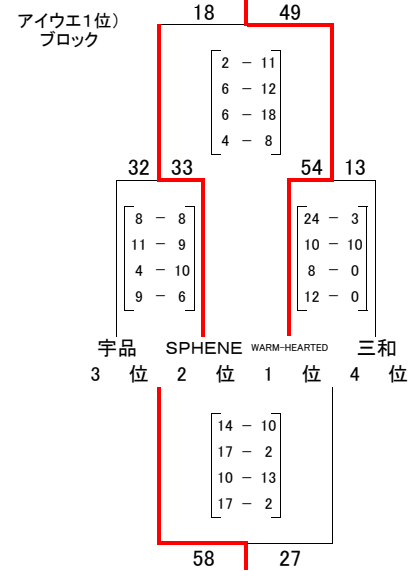 18 49
アイウエ１位）
ブロック
2 － 11
6 － 12
6 － 18
4 － 8
32 33 54 13
8 － 8
11 － 9
4 － 10
9 － 6
24 － 3
10 － 10
8 － 0
12 － 0
宇品 SPHENE WARM-HEARTED 三和
3 位 2 位 1 位 4 位
14 － 10
17 － 2
10 － 13
17 － 2
58 27